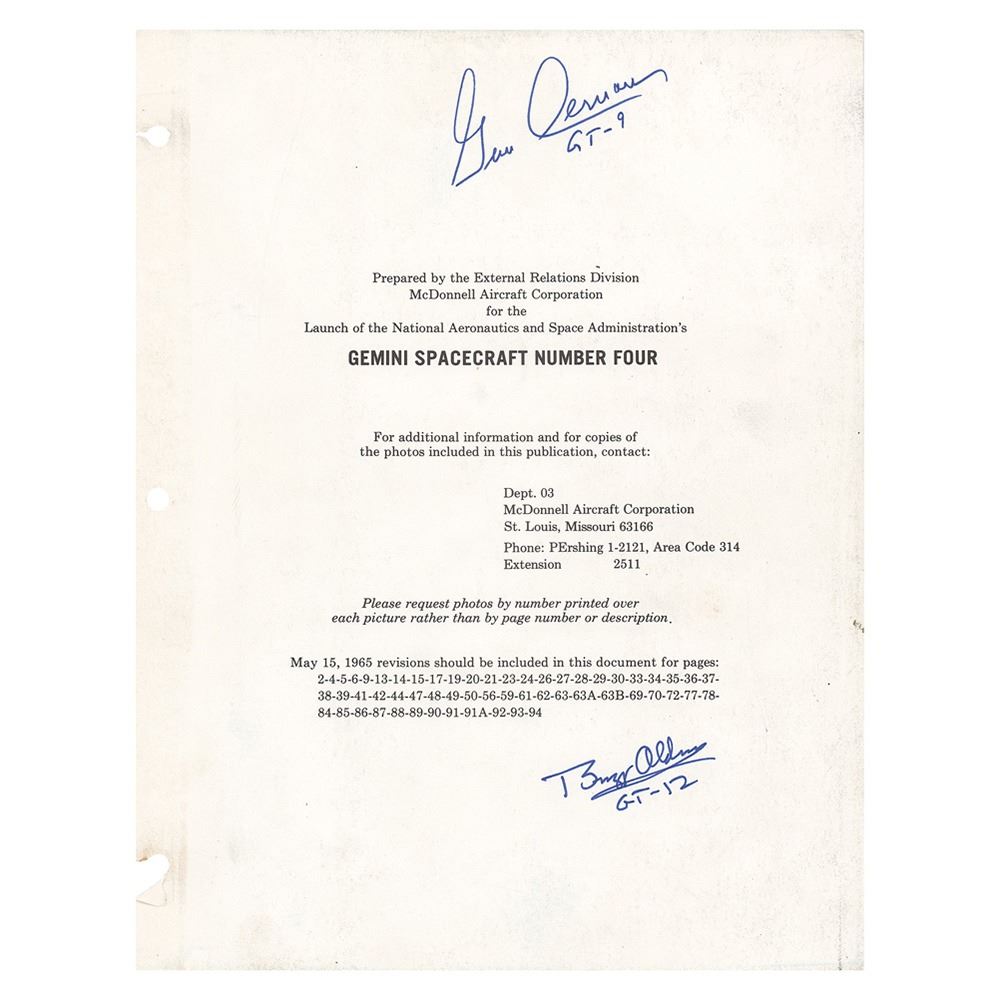 Gene Cernan
GT-9
Prepared by the External Relations Division
McDonnell Aircraft Corporation
for the
Launch of the National Aeronautics and Space Administration's
GEMINI SPACECRAFT NUMBER FOUR
For additional information and for copies of
the photos included in this publication, contact:
Dept. 03
McDonnell Aircraft Corporation
St. Louis, Missouri 63166
Phone: PErshing 1-2121, Area Code 314
Extension 2511
Please request photos by number printed over
each picture rather than by page number or description.
May 15, 1965 revisions should be included in this document for pages:
2-4-5-6-9-13-14-15-17-19-20-21-23-24-26-27-28-29-30-33-34-35-36-37-
38-39-41-42-44-47-48-49-50-56-59-61-62-63-63A-63B-69-70-72-77-78-
84-85-86-87-88-89-90-91-91A-92-93-94
Buzz Aldrin
GT-12